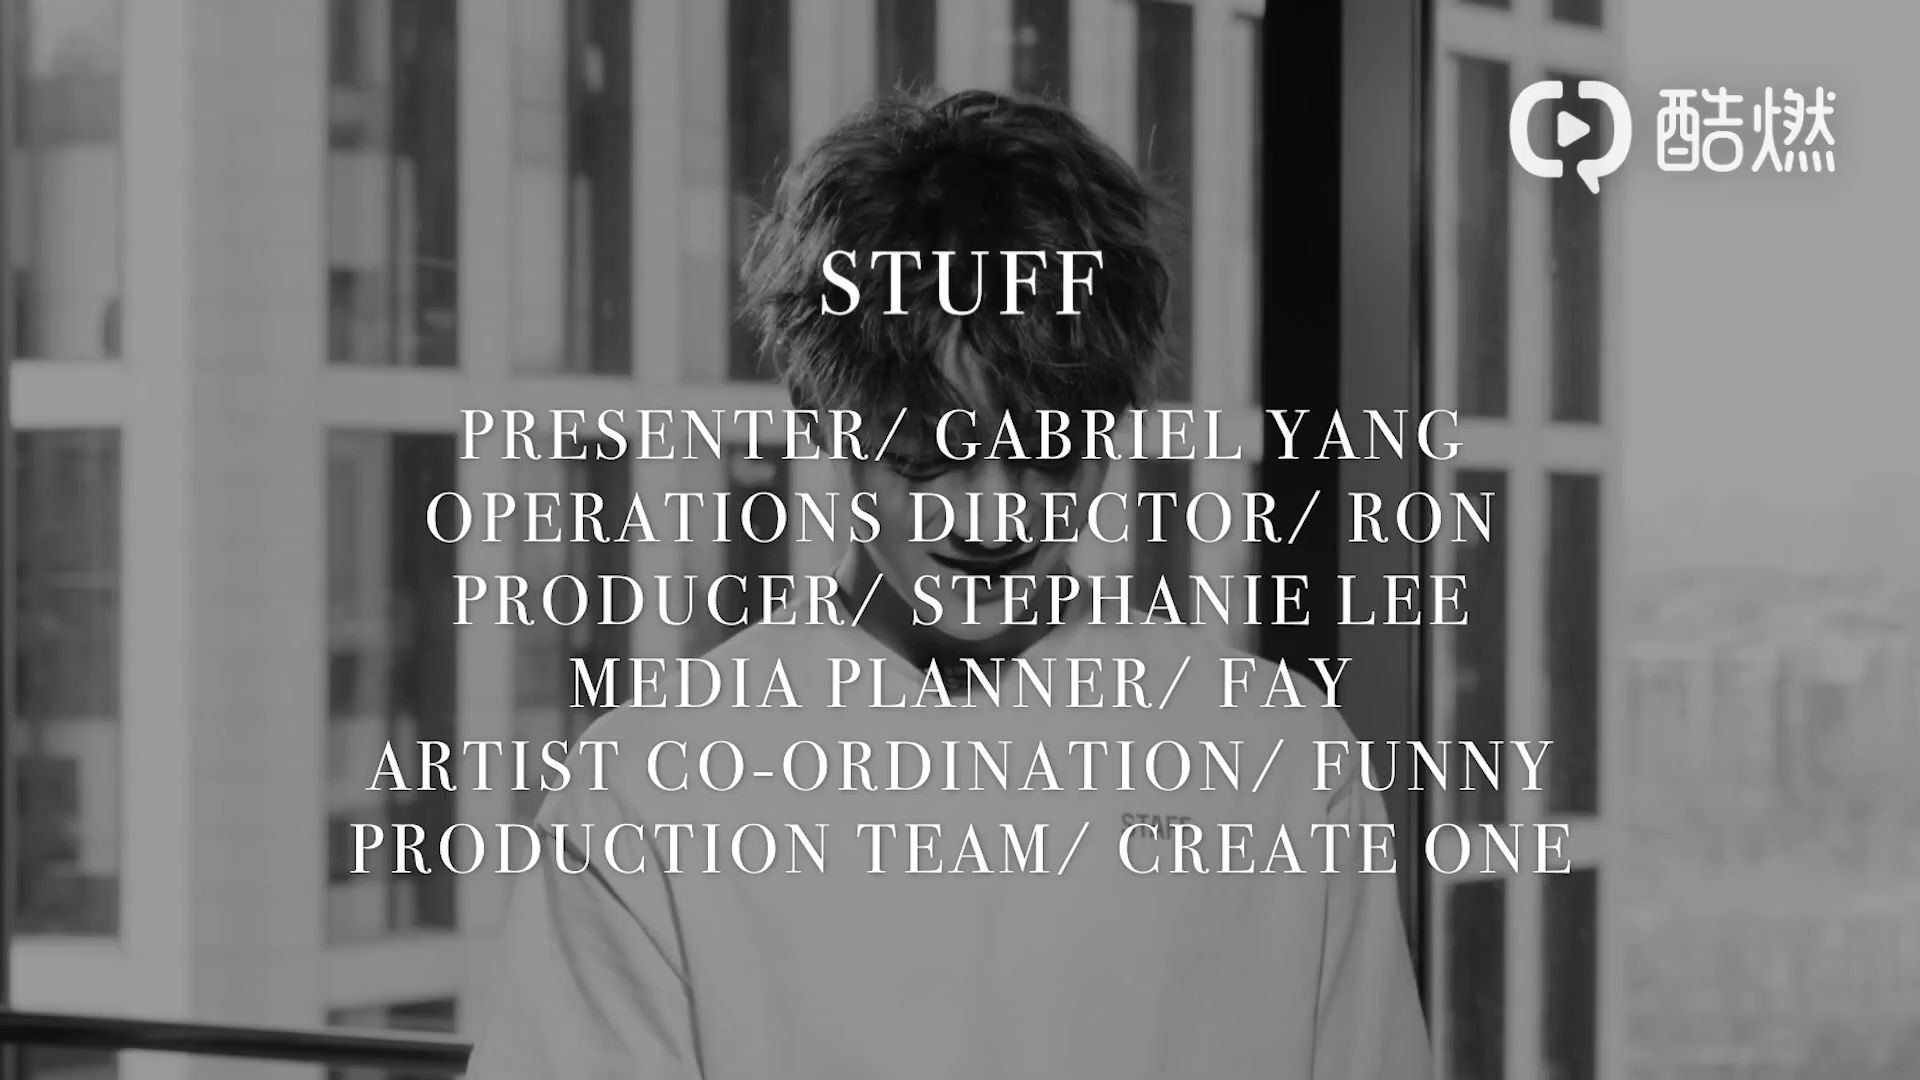 酷燃
STUFF
PRESENTER/ GABRIEL YANG
OPERATIONS DIRECTOR/ RON
PRODUCER/ STEPHANIE LEE
MEDIA PLANNER/ FAY
ARTIST CO-ORDINATION/ FUNNY
STAFF
PRODUCTION TEAM/ CREATE ONE